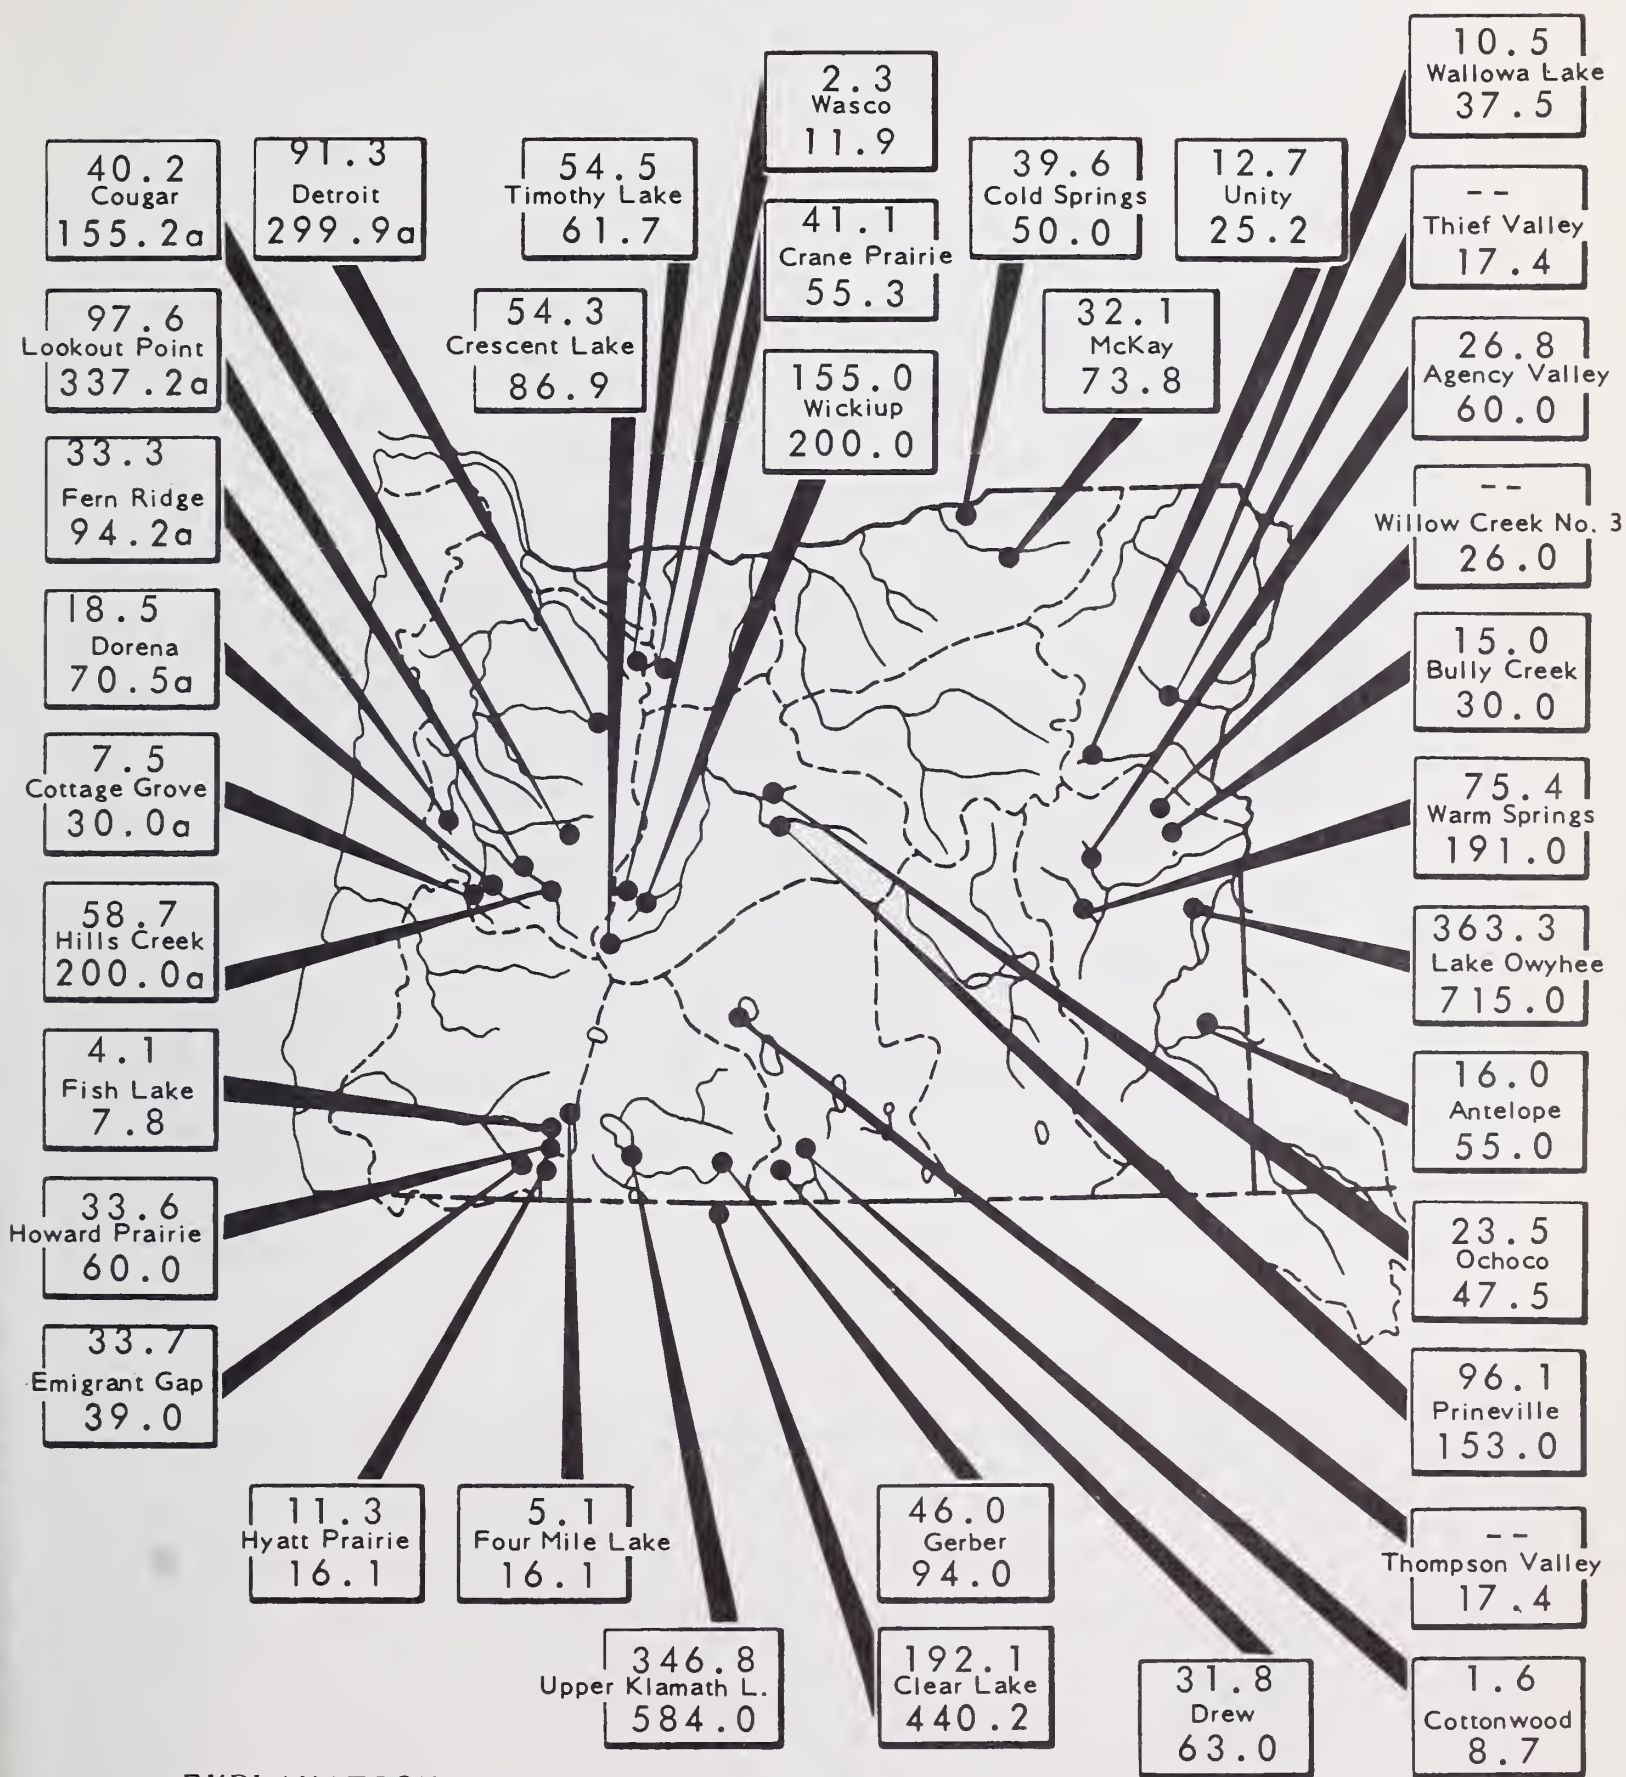 2.3
Wasco
11.9
10.5
Wallowa Lake
37.5
40.2
Cougar
155.2a
91.3
Detroit
299.9a
54.5
Timothy Lake
61.7
41.1
Crane Prairie
55.3
39.6
Cold Springs
50.0
12.7
Unity
25.2
--
Thief Valley
17.4
97.6
Lookout Point
337.2a
54.3
Crescent Lake
86.9
155.0
Wickiup
200.0
32.1
McKay
73.8
26.8
Agency Valley
60.0
33.3
Fern Ridge
94.2a
--
Willow Creek No. 3
26.0
18.5
Dorena
70.5a
15.0
Bully Creek
30.0
7.5
Cottage Grove
30.0a
75.4
Warm Springs
191.0
58.7
Hills Creek
200.0a
363.3
Lake Owyhee
715.0
4.1
Fish Lake
7.8
16.0
Antelope
55.0
33.6
Howard Prairie
60.0
23.5
Ochoco
47.5
33.7
Emigrant Gap
39.0
96.1
Prineville
153.0
11.3
Hyatt Prairie
16.1
5.1
Four Mile Lake
16.1
46.0
Gerber
94.0
--
Thompson Valley
17.4
346.8
Upper Klamath L.
584.0
192.1
Clear Lake
440.2
31.8
Drew
63.0
1.6
Cottonwood
8.7